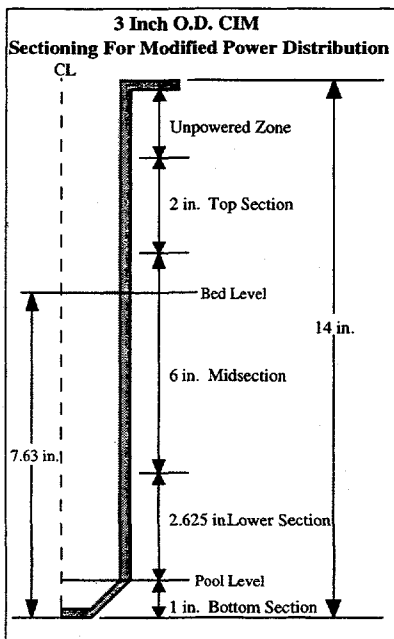 3 Inch O.D. CIM
Sectioning For Modified Power Distribution
CL
Unpowered Zone
2 in. Top Section
Bed Level
14 in.
6 in. Midsection
7.63 in.
2.625 in.Lower Section
Pool Level
1 in. Bottom Section